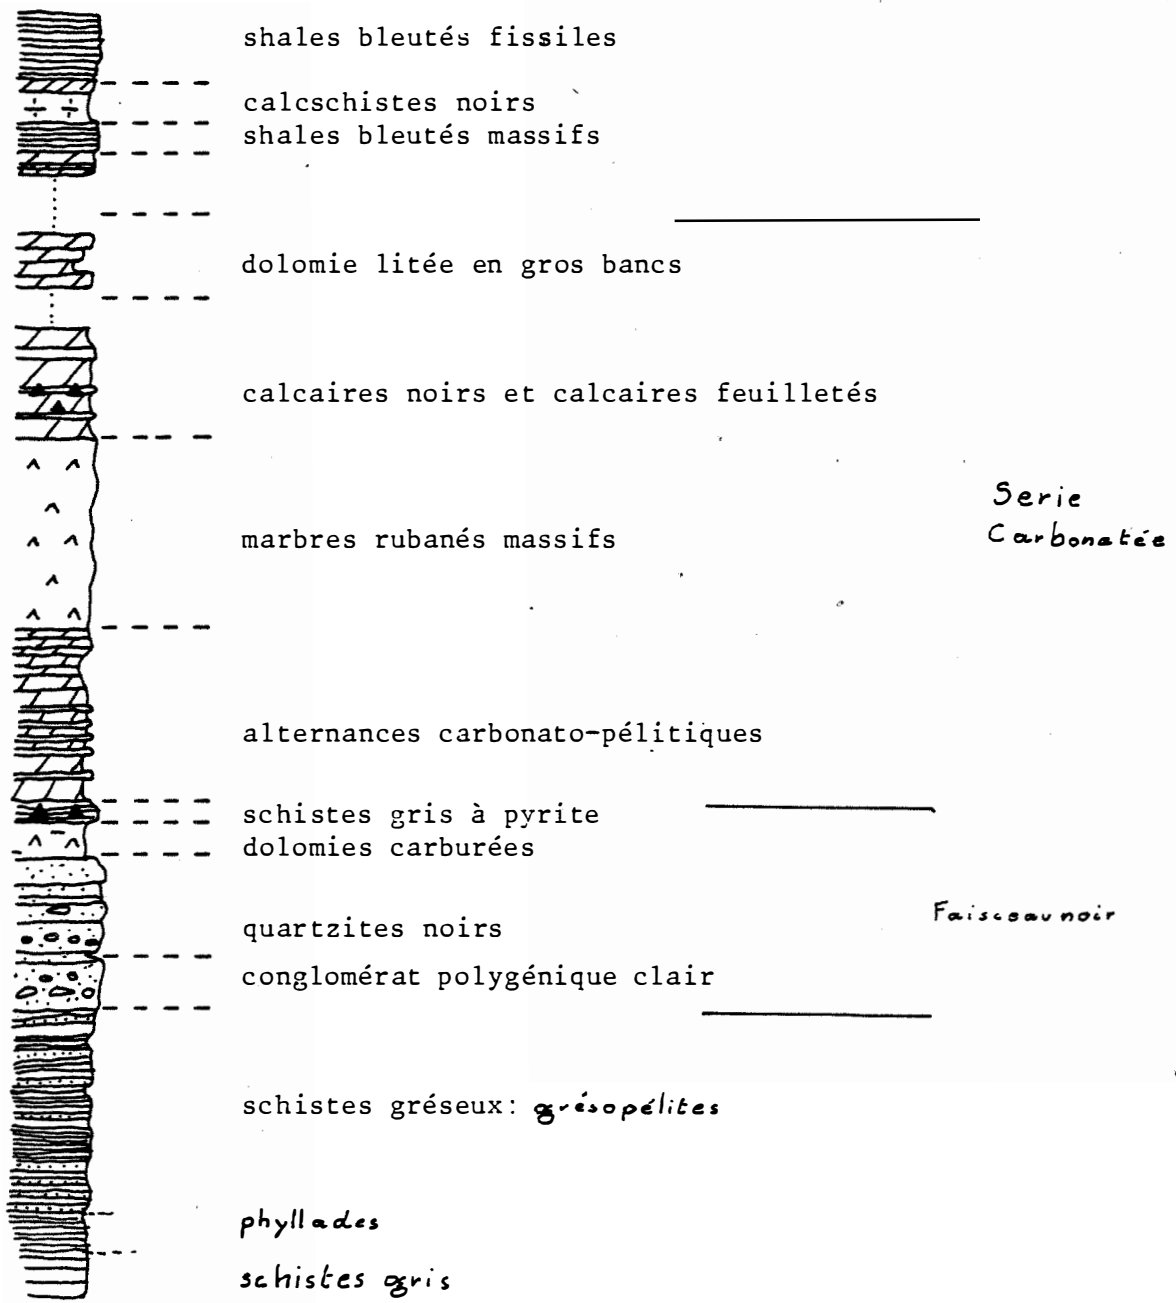 shales bleutés fissiles
calcschistes noirs
shales bleutés massifs
dolomie litée en gros bancs
calcaires noirs et calcaires feuilletés
Serie
Carbonatée
marbres rubanés massifs
alternances carbonato-pélitiques
schistes gris à pyrite
dolomies carburées
Faisceau noir
quartzites noirs
conglomérat polygénique clair
schistes gréseux: grésopélites
phyllades
schistes gris